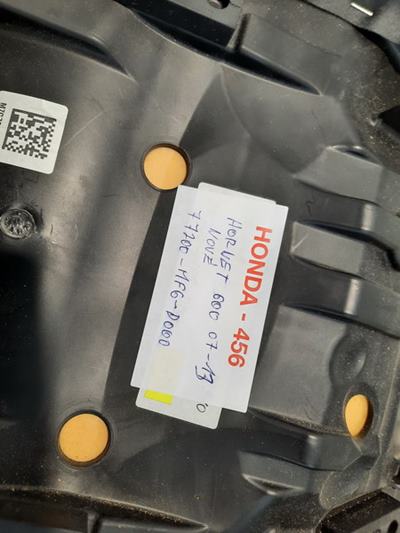 HONDA - 456
HORNET 600 07-13
NOVÉ
77200-MFG-D000